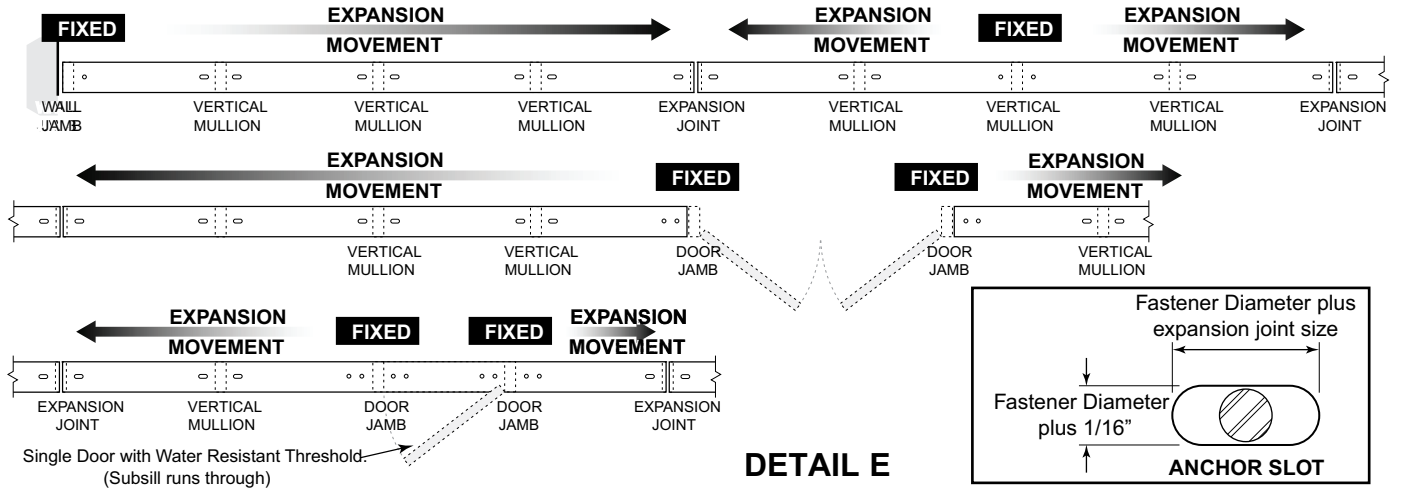 FIXED
EXPANSION
MOVEMENT
EXPANSION
MOVEMENT
FIXED
EXPANSION
MOVEMENT
WALL
JAMB
VERTICAL
MULLION
VERTICAL
MULLION
VERTICAL
MULLION
EXPANSION
JOINT
VERTICAL
MULLION
VERTICAL
MULLION
VERTICAL
MULLION
EXPANSION
JOINT
EXPANSION
MOVEMENT
FIXED
FIXED
EXPANSION
MOVEMENT
VERTICAL
MULLION
VERTICAL
MULLION
DOOR
JAMB
DOOR
JAMB
VERTICAL
MULLION
EXPANSION
MOVEMENT
FIXED
FIXED
EXPANSION
MOVEMENT
EXPANSION
JOINT
VERTICAL
MULLION
DOOR
JAMB
DOOR
JAMB
EXPANSION
JOINT
Single Door with Water Resistant Threshold.
(Subsill runs through)
DETAIL E
Fastener Diameter plus
expansion joint size
Fastener Diameter
plus 1/16”
ANCHOR SLOT